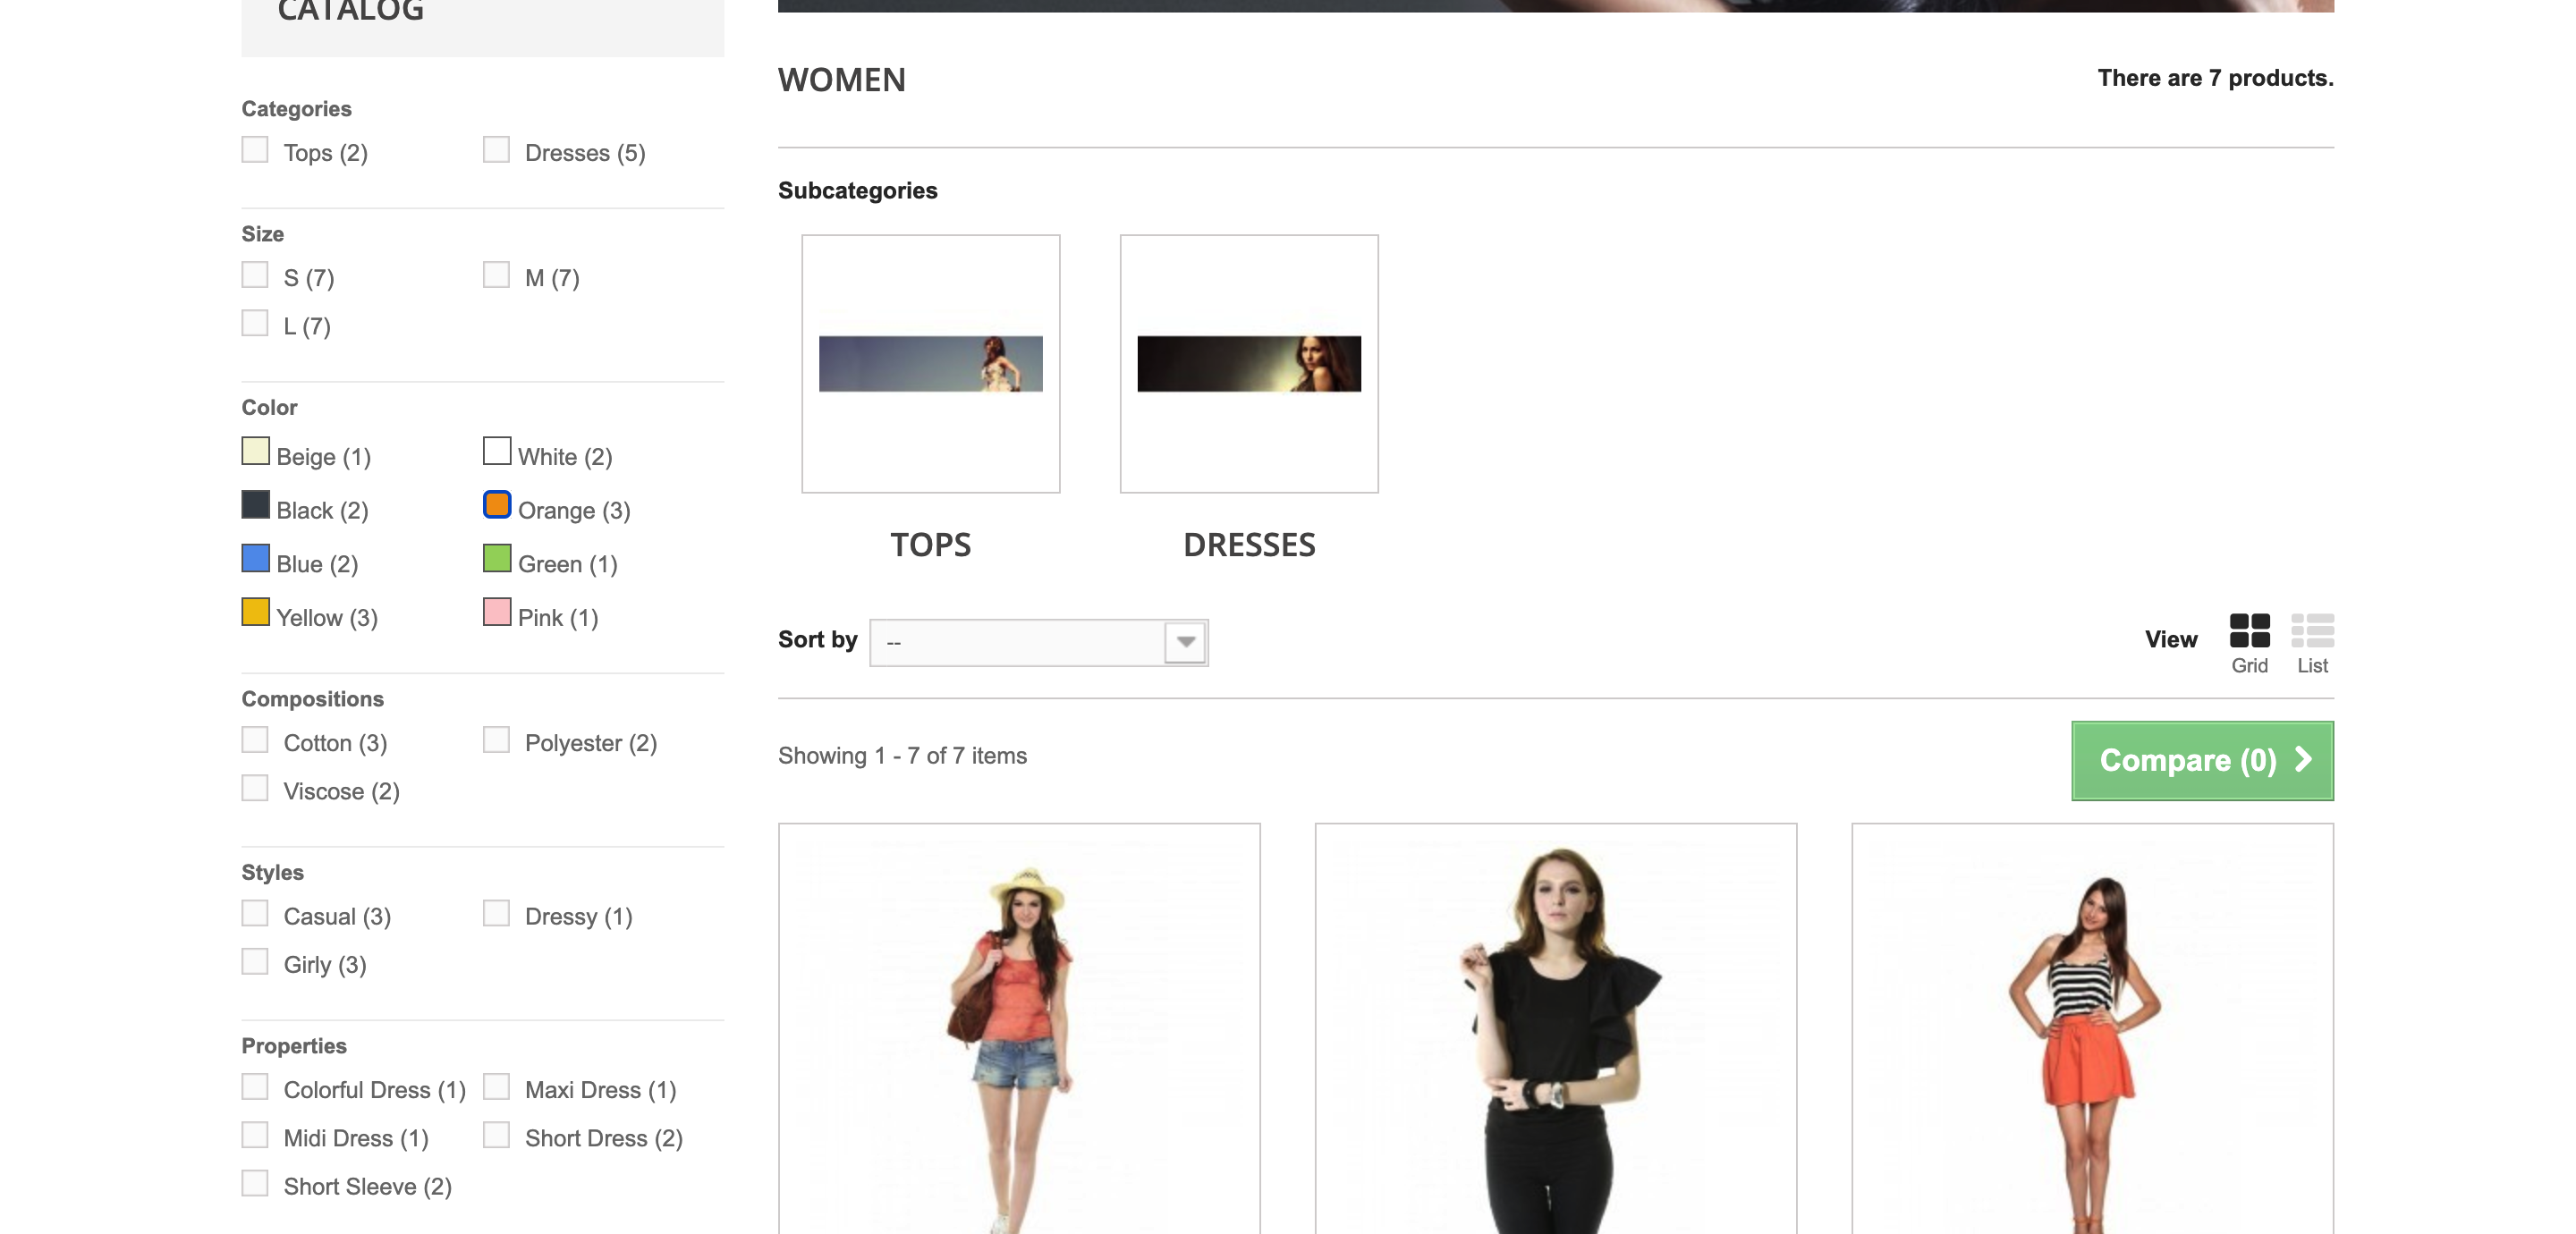 CATALOG
Categories
Tops (2)
Dresses (5)
Size
S (7)
M (7)
L (7)
Color
Beige (1)
White (2)
Black (2)
Orange (3)
Blue (2)
Green (1)
Yellow (3)
Pink (1)
Compositions
Cotton (3)
Polyester (2)
Viscose (2)
Styles
Casual (3)
Dressy (1)
Girly (3)
Properties
Colorful Dress (1)
Maxi Dress (1)
Midi Dress (1)
Short Dress (2)
Short Sleeve (2)
WOMEN
There are 7 products.
Subcategories
TOPS
DRESSES
Sort by
--
View
Grid
List
Showing 1 - 7 of 7 items
Compare (0)